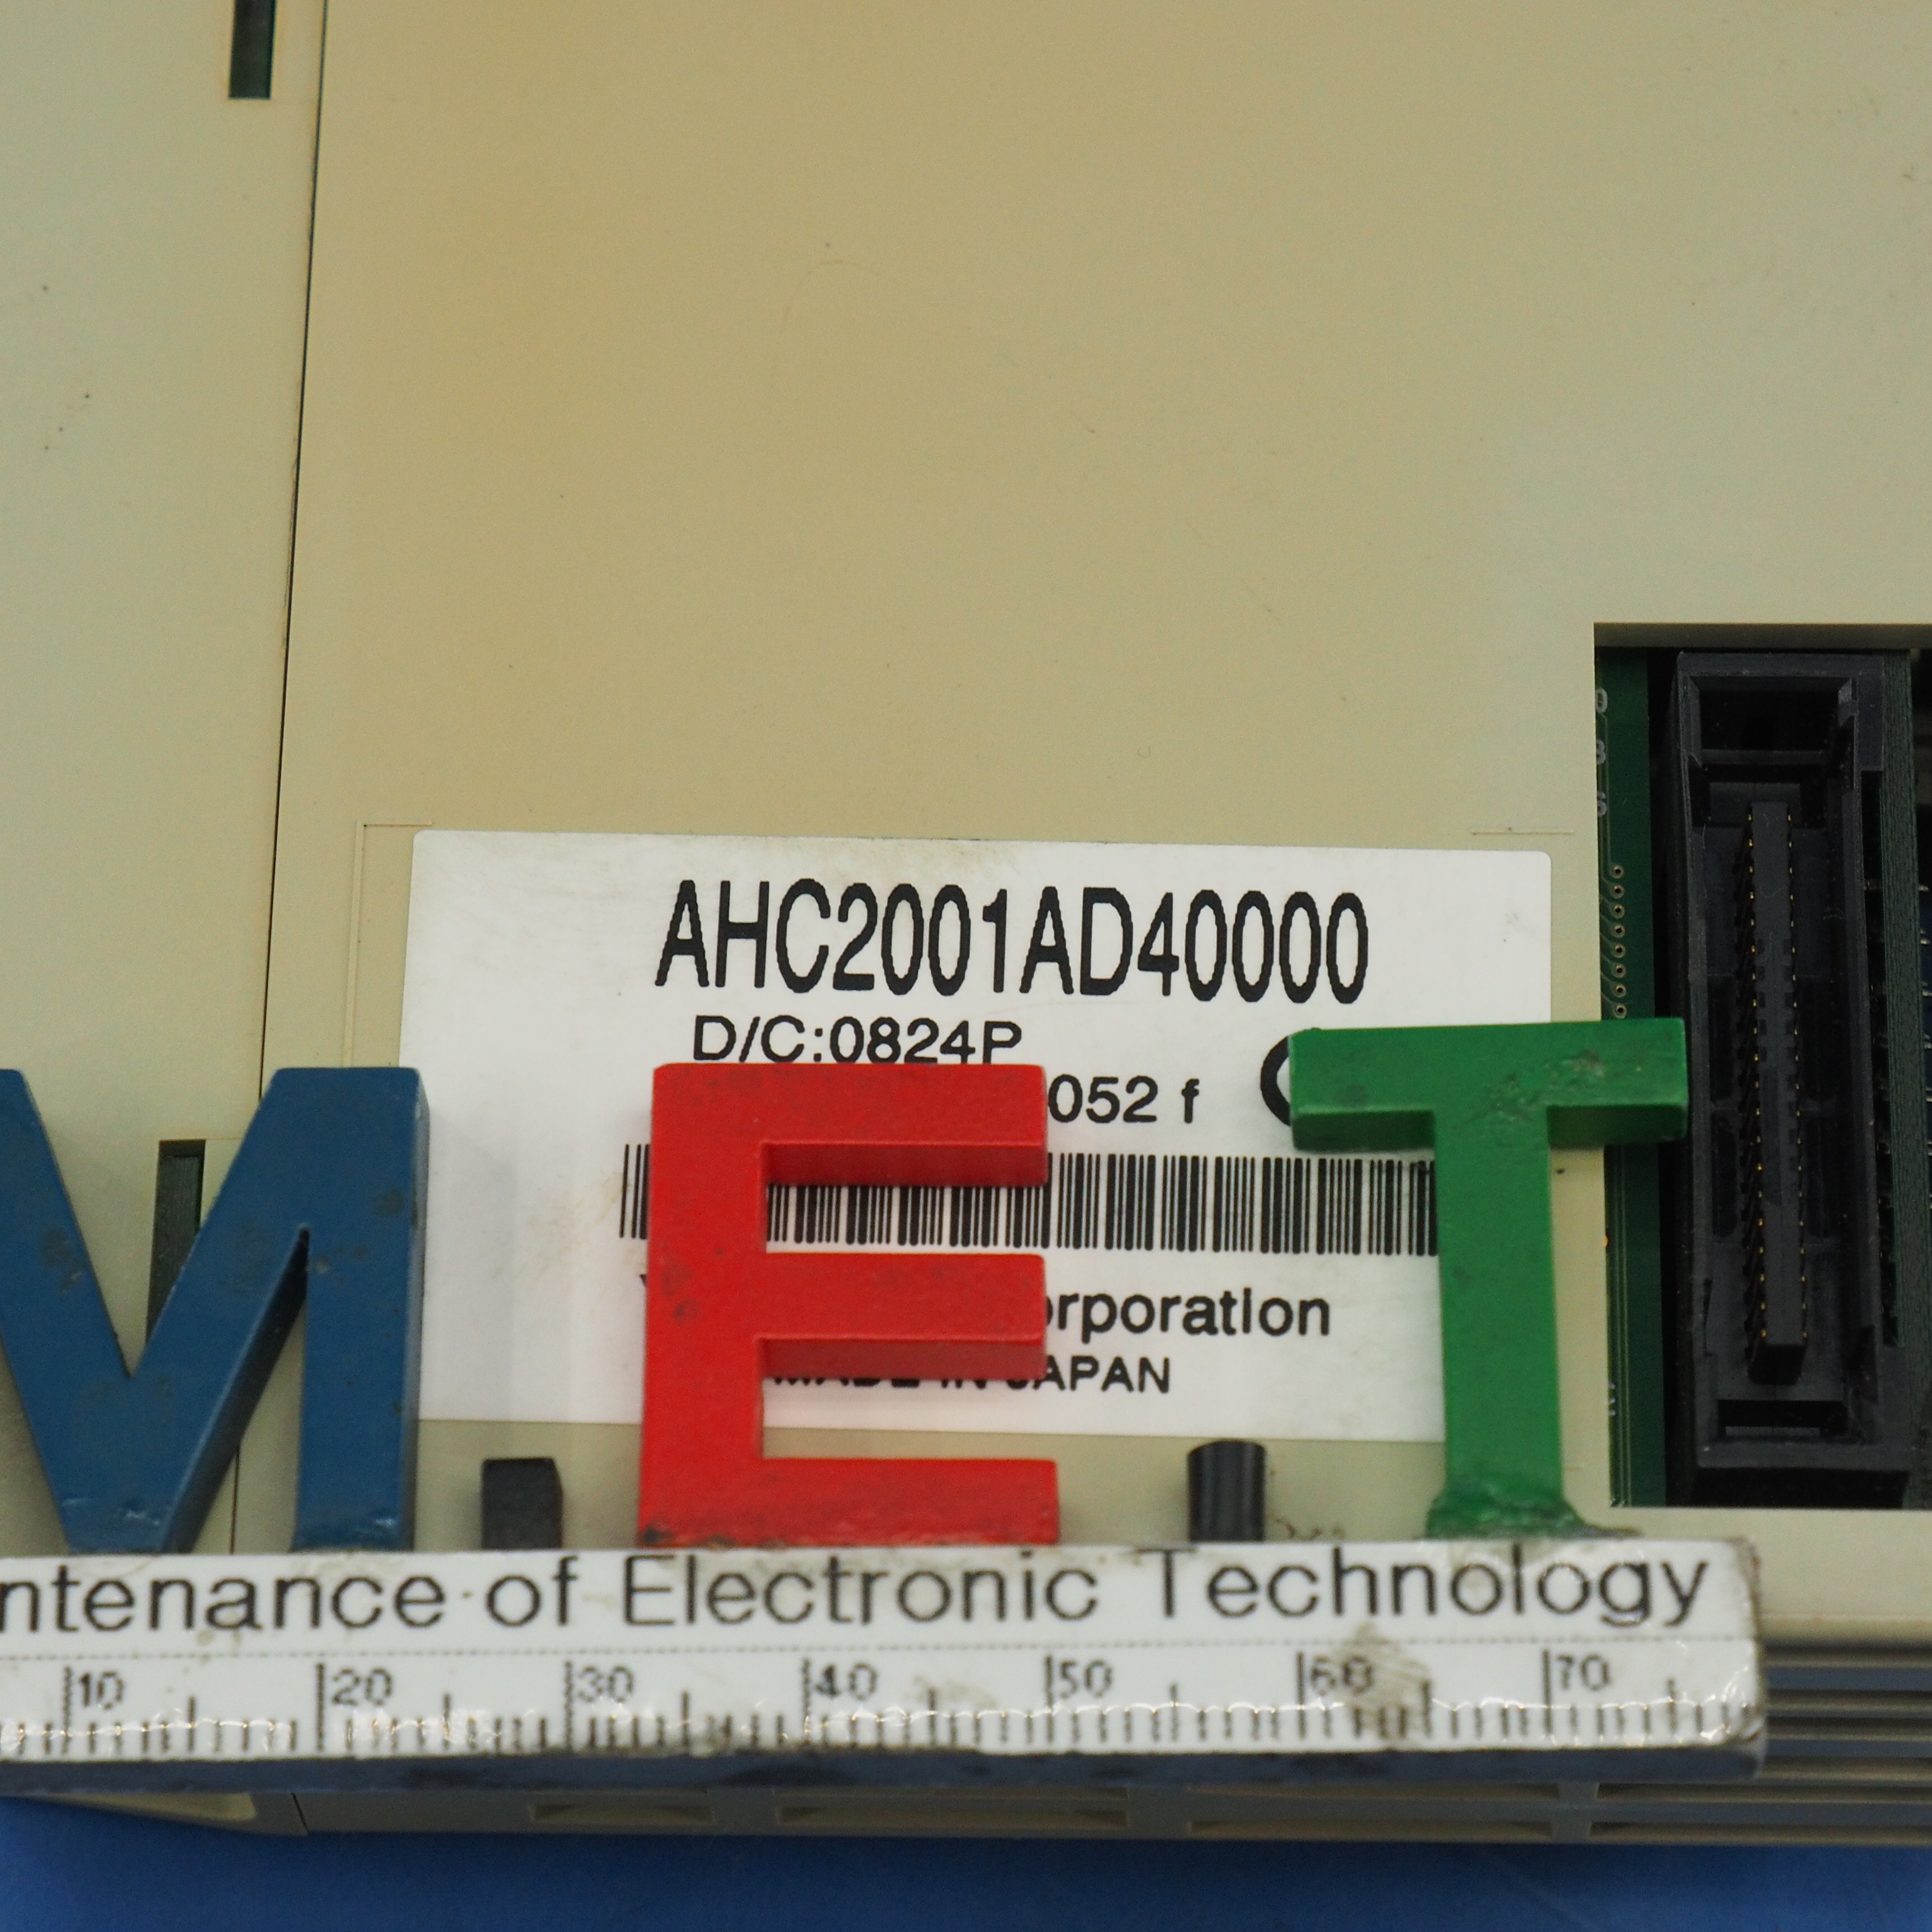 AHC2001AD40000
D/C:0824P
052 f
orporation
MADE IN JAPAN
M.E.T
ntenance of Electronic Technology
10 20 30 40 50 60 70